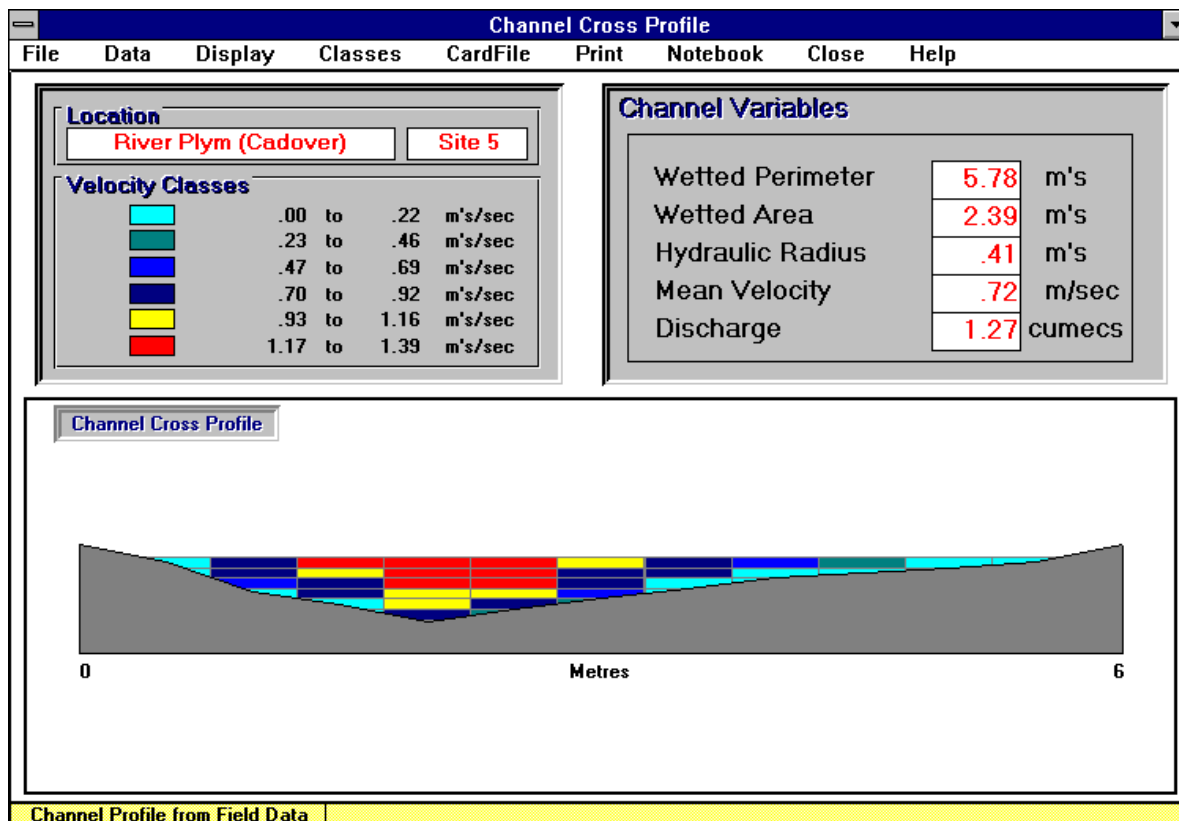 Channel Cross Profile
File Data Display Classes CardFile Print Notebook Close Help
Location
River Plym (Cadover) Site 5
Velocity Classes
.00 to .22 m's/sec
.23 to .46 m's/sec
.47 to .69 m's/sec
.70 to .92 m's/sec
.93 to 1.16 m's/sec
1.17 to 1.39 m's/sec
Channel Variables
Wetted Perimeter 5.78 m's
Wetted Area 2.39 m's
Hydraulic Radius .41 m's
Mean Velocity .72 m/sec
Discharge 1.27 cumecs
Channel Cross Profile
0 Metres 6
Channel Profile from Field Data